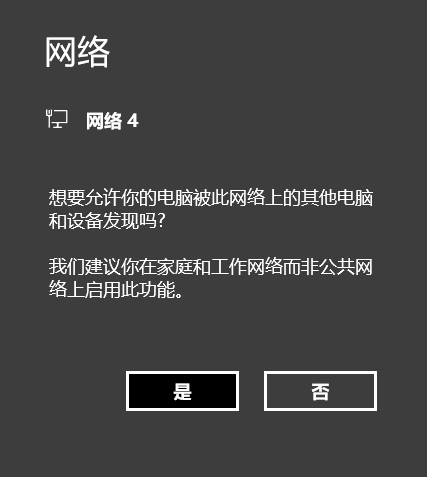 网络
网络 4
想要允许你的电脑被此网络上的其他电脑
和设备发现吗?
我们建议你在家庭和工作网络而非公共网
络上启用此功能。
是
否